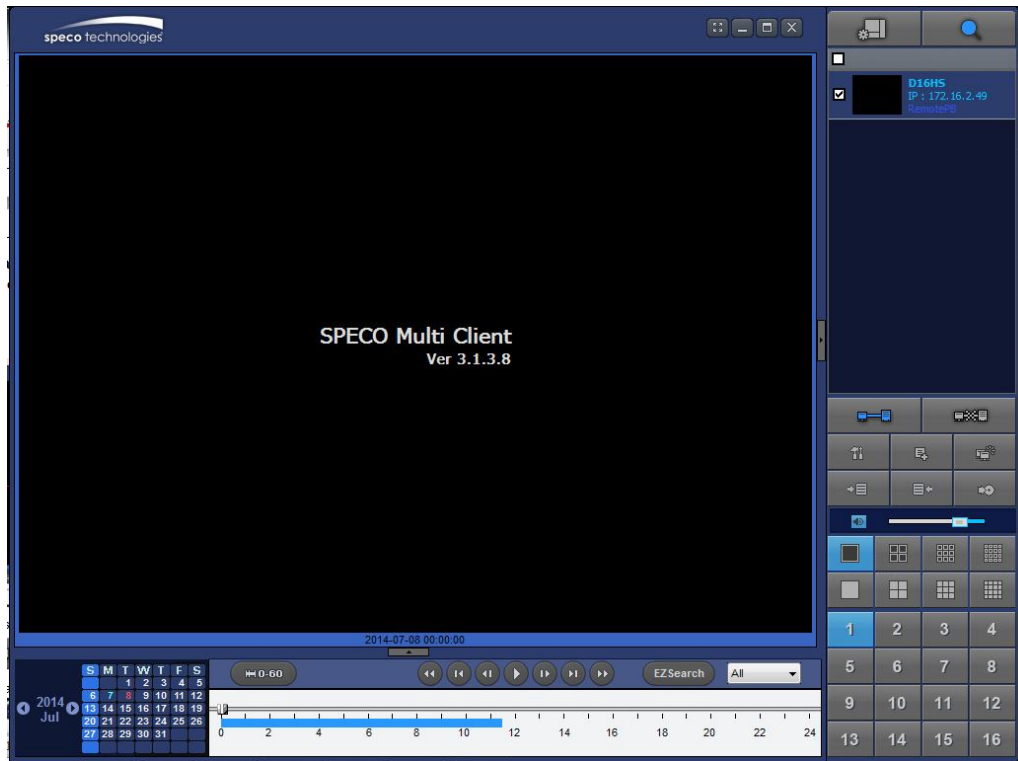 speco technologies
D16HS
IP : 172.16.2.49
RemotePB
SPECO Multi Client
Ver 3.1.3.8
2014-07-08 00:00:00
0-60
EZSearch
All
2014
Jul
S M T W T F S
1 2 3 4 5
6 7 8 9 10 11 12
13 14 15 16 17 18 19
20 21 22 23 24 25 26
27 28 29 30 31
0 2 4 6 8 10 12 14 16 18 20 22 24
1 2 3 4
5 6 7 8
9 10 11 12
13 14 15 16